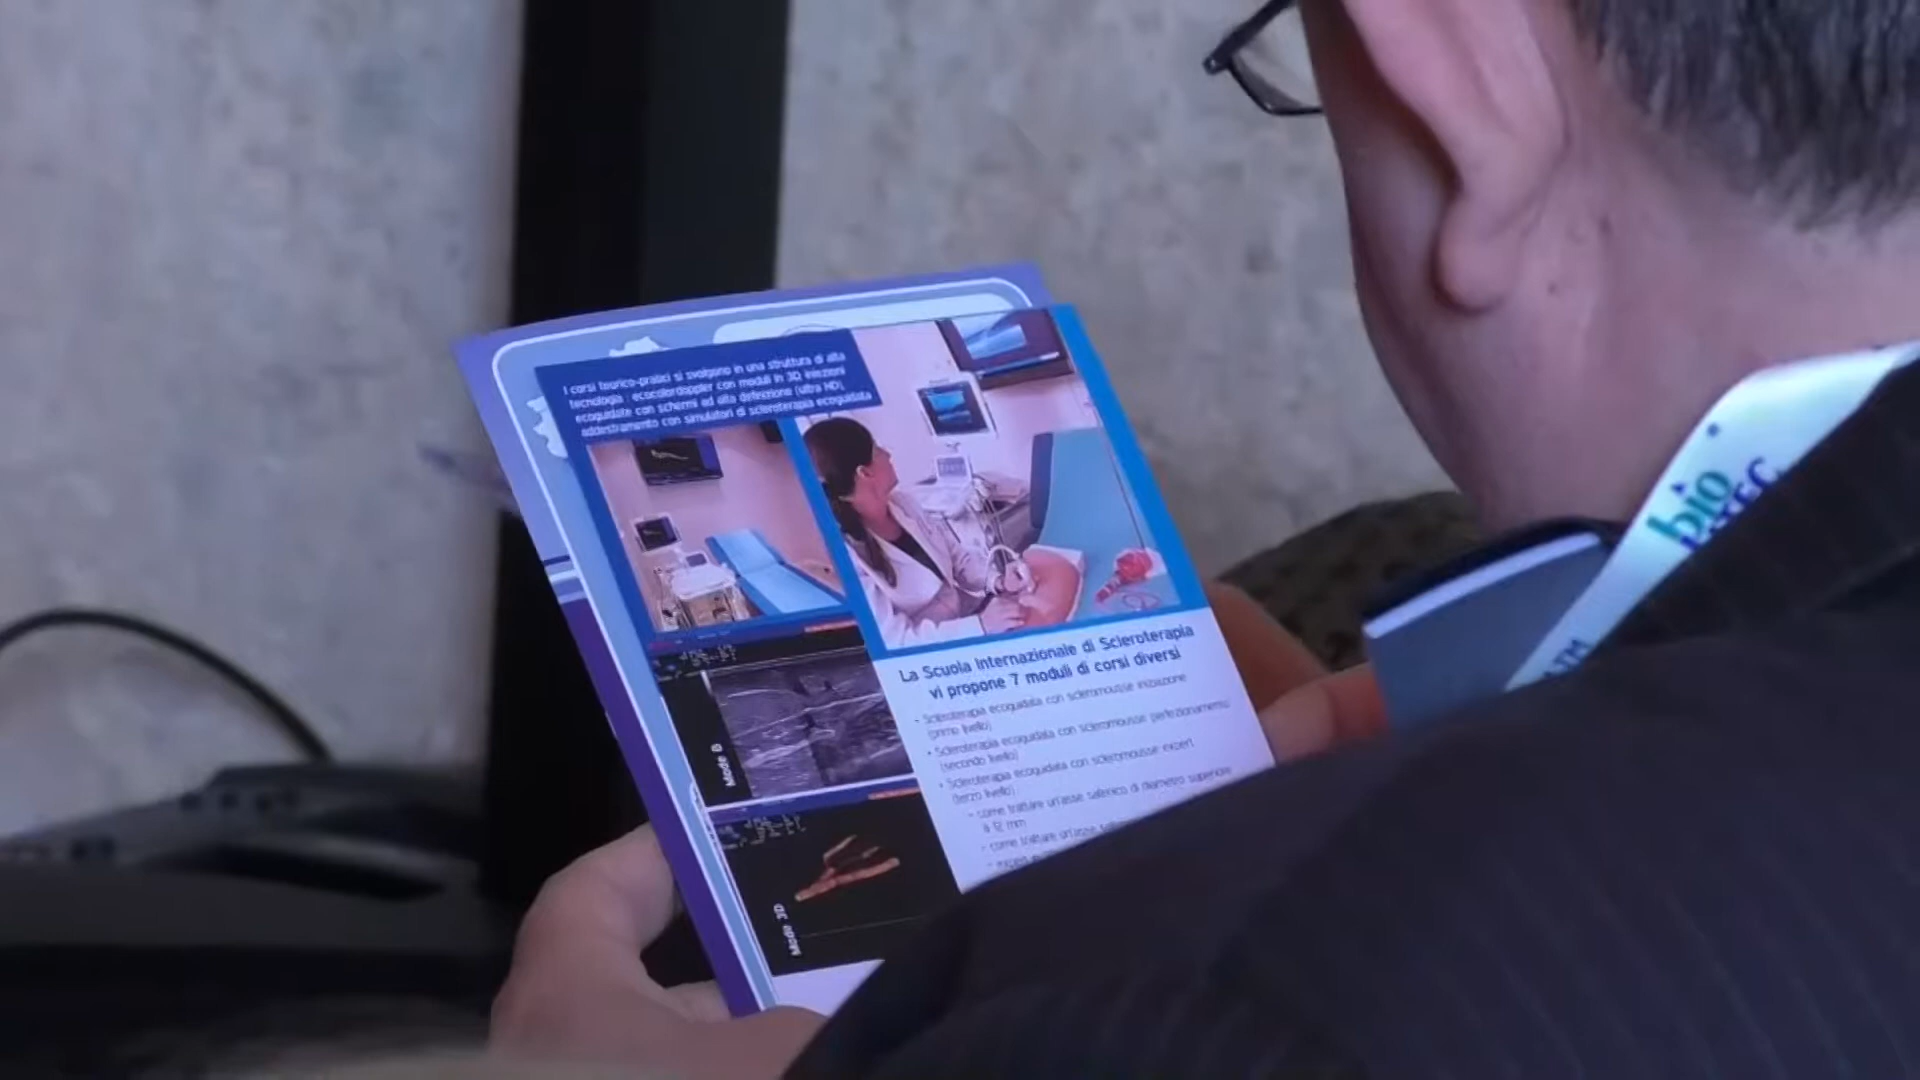 I corsi teorico-pratici si svolgono in una struttura di alta
tecnologia : ecocolordoppler con moduli in 3D, iniezioni
ecoguidate con schermi ad alta definizione (ultra HD),
addestramento con simulatori di scleroterapia ecoguidata
Mode B
Mode 3D
La Scuola Internazionale di Scleroterapia
vi propone 7 moduli di corsi diversi
- Scleroterapia ecoguidata con scleromousse iniziazione
(primo livello)
• Scleroterapia ecoguidata con scleromousse perfezionamento
(secondo livello)
• Scleroterapia ecoguidata con scleromousse expert
(terzo livello)
- come trattare un'asse safenico di diametro superiore
a 12 mm
- come trattare un'asse
bio